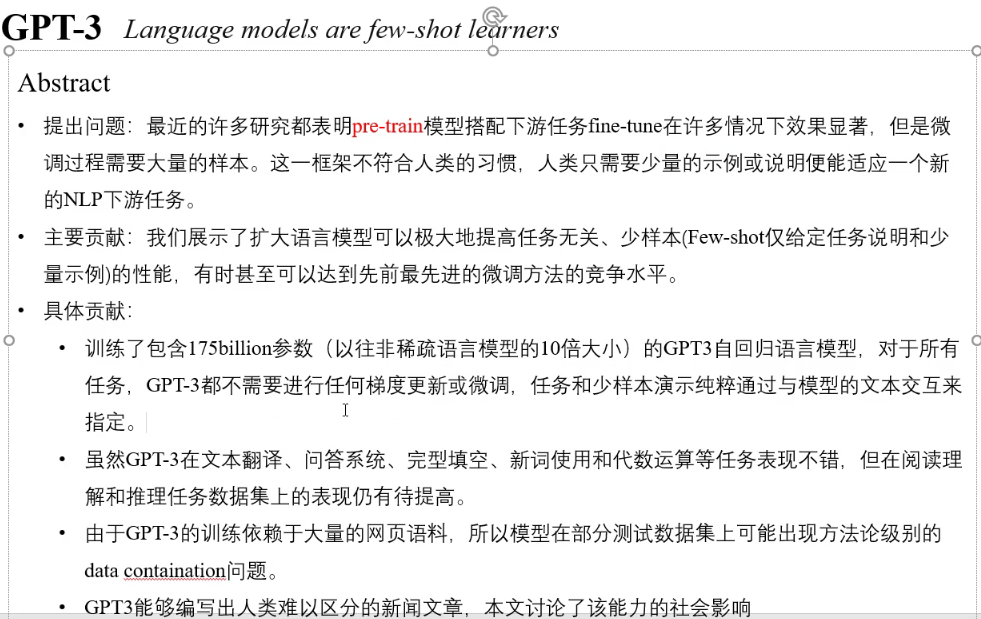 GPT-3 Language models are few-shot learners
Abstract
• 提出问题：最近的许多研究都表明pre-train模型搭配下游任务fine-tune在许多情况下效果显著，但是微
调过程需要大量的样本。这一框架不符合人类的习惯，人类只需要少量的示例或说明便能适应一个新
的NLP下游任务。
• 主要贡献：我们展示了扩大语言模型可以极大地提高任务无关、少样本(Few-shot仅给定任务说明和少
量示例)的性能，有时甚至可以达到先前最先进的微调方法的竞争水平。
• 具体贡献：
• 训练了包含175billion参数（以往非稀疏语言模型的10倍大小）的GPT3自回归语言模型，对于所有
任务，GPT-3都不需要进行任何梯度更新或微调，任务和少样本演示纯粹通过与模型的文本交互来
指定。
• 虽然GPT-3在文本翻译、问答系统、完型填空、新词使用和代数运算等任务表现不错，但在阅读理
解和推理任务数据集上的表现仍有待提高。
• 由于GPT-3的训练依赖于大量的网页语料，所以模型在部分测试数据集上可能出现方法论级别的
data containation问题。
• GPT3能够编写出人类难以区分的新闻文章，本文讨论了该能力的社会影响